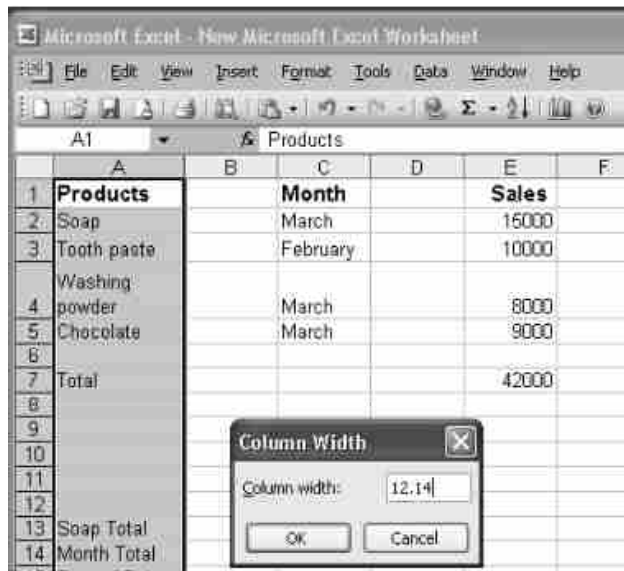 Microsoft Excel - New Microsoft Excel Worksheet
File Edit View Insert Format Tools Data Window Help
A1 fx Products
A B C D E F
1 Products Month Sales
2 Soap March 15000
3 Tooth paste February 10000
Washing
4 powder March 8000
5 Chocolate March 9000
6
7 Total 42000
8
9
10
11
12
13 Soap Total
14 Month Total
Column Width
Column width: 12.14
OK Cancel